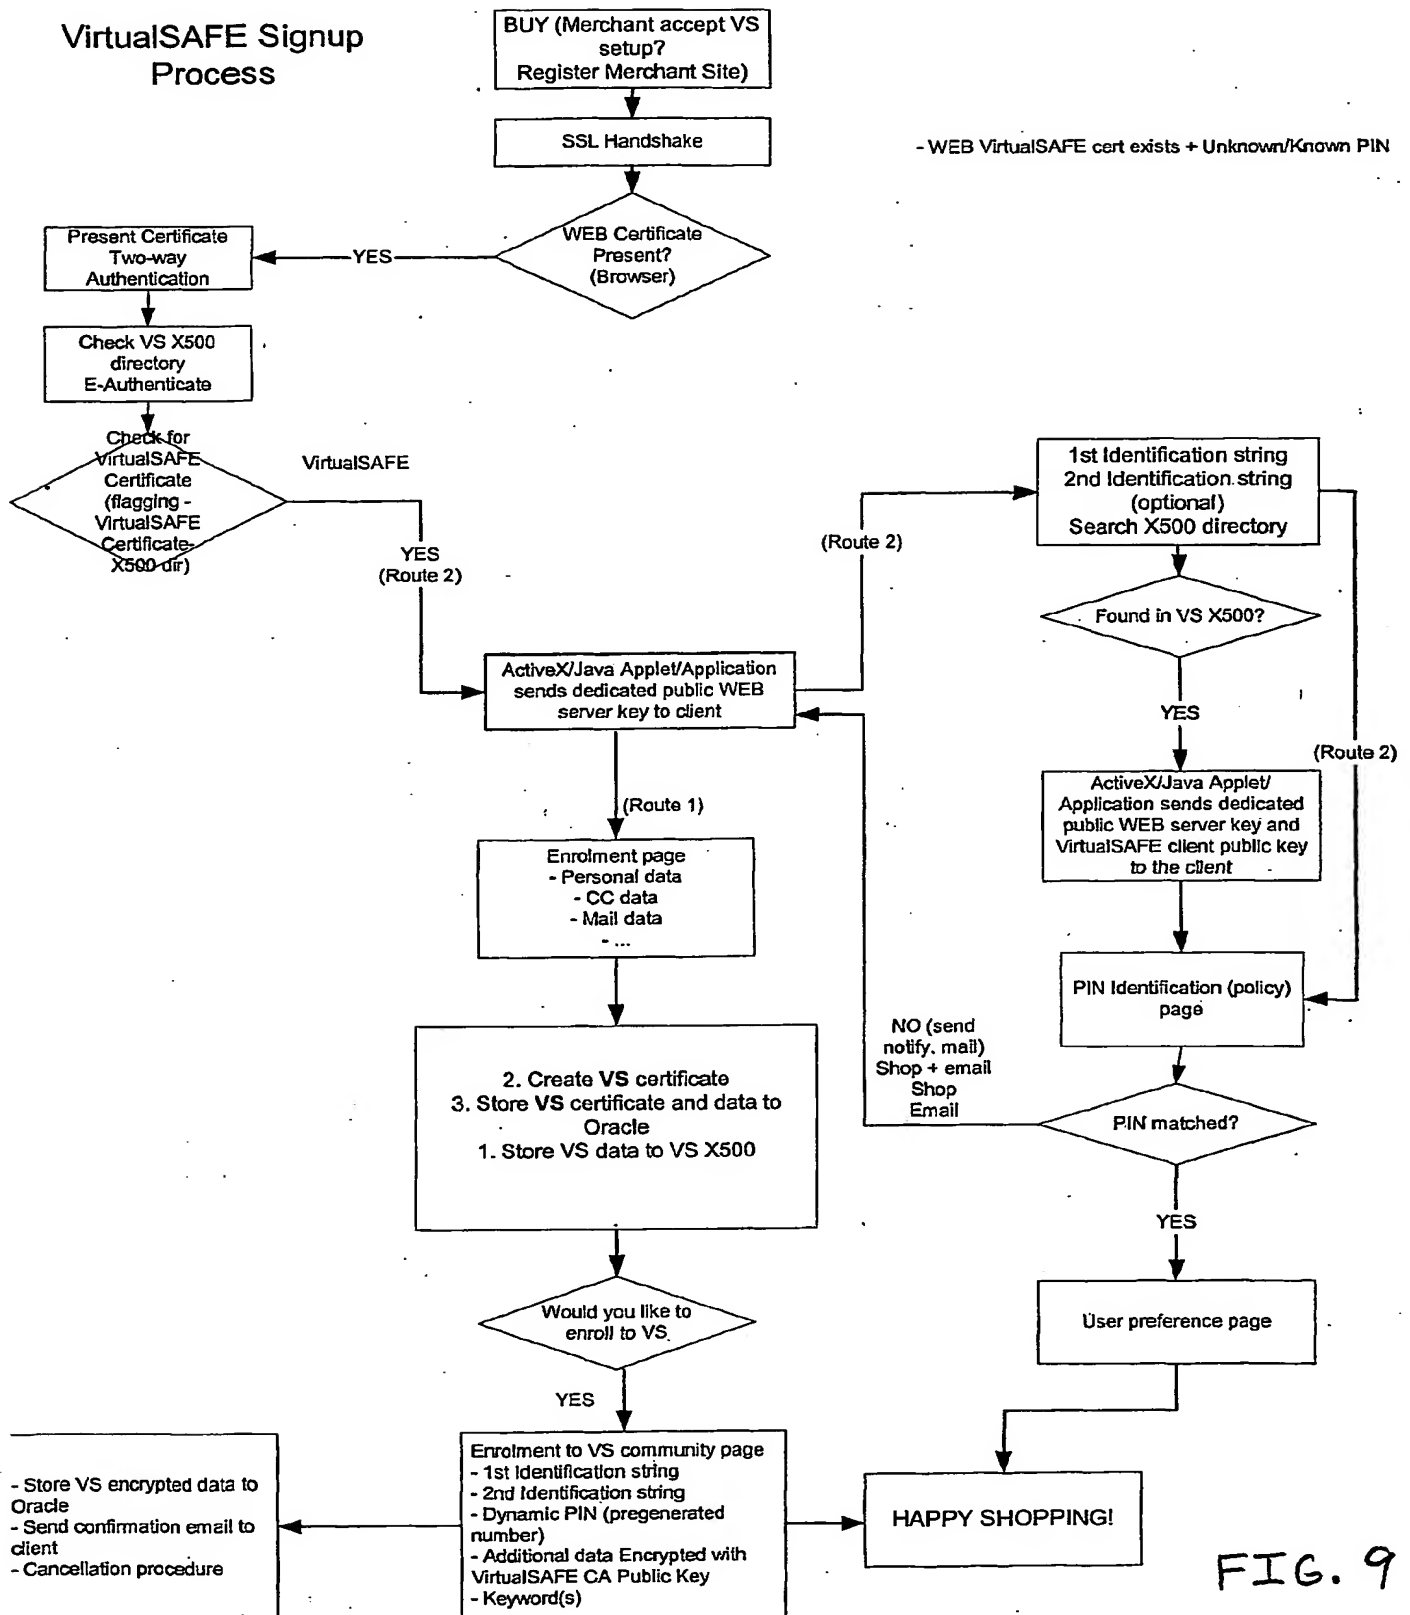 VirtualSAFE Signup
Process
BUY (Merchant accept VS
setup?
Register Merchant Site)
SSL Handshake
- WEB VirtualSAFE cert exists + Unknown/Known PIN
WEB Certificate
Present?
(Browser)
YES
Present Certificate
Two-way
Authentication
Check VS X500
directory
E-Authenticate
Check for
VirtualSAFE
Certificate
(flagging -
VirtualSAFE
Certificate-
X500 dir)
VirtualSAFE
YES
(Route 2)
(Route 2)
1st Identification string
2nd Identification string
(optional)
Search X500 directory
Found in VS X500?
YES
(Route 2)
ActiveX/Java Applet/Application
sends dedicated public WEB
server key to client
ActiveX/Java Applet/
Application sends dedicated
public WEB server key and
VirtualSAFE client public key
to the client
(Route 1)
Enrolment page
- Personal data
- CC data
- Mail data
- ...
PIN Identification (policy)
page
NO (send
notify. mail)
Shop + email
Shop
Email
PIN matched?
2. Create VS certificate
3. Store VS certificate and data to
Oracle
1. Store VS data to VS X500
YES
Would you like to
enroll to VS
User preference page
YES
- Store VS encrypted data to
Oracle
- Send confirmation email to
client
- Cancellation procedure
Enrolment to VS community page
- 1st Identification string
- 2nd Identification string
- Dynamic PIN (pregenerated
number)
- Additional data Encrypted with
VirtualSAFE CA Public Key
- Keyword(s)
HAPPY SHOPPING!
FIG. 9